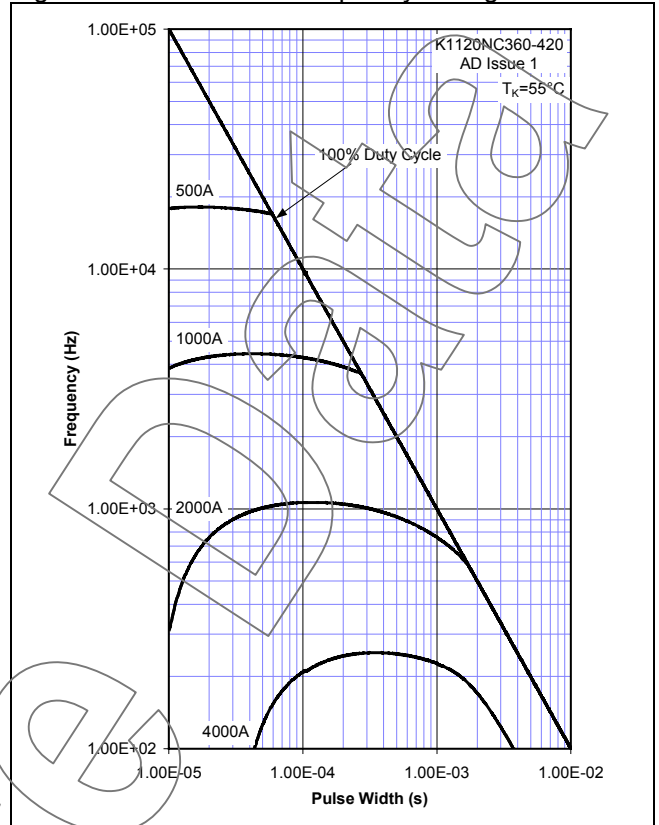 1.00E+05
K1120NC360-420
AD Issue 1
TK=55°C
100% Duty Cycle
500A
1.00E+04
1000A
Frequency (Hz)
1.00E+03
2000A
4000A
1.00E+02
1.00E-05
1.00E-04
1.00E-03
1.00E-02
Pulse Width (s)